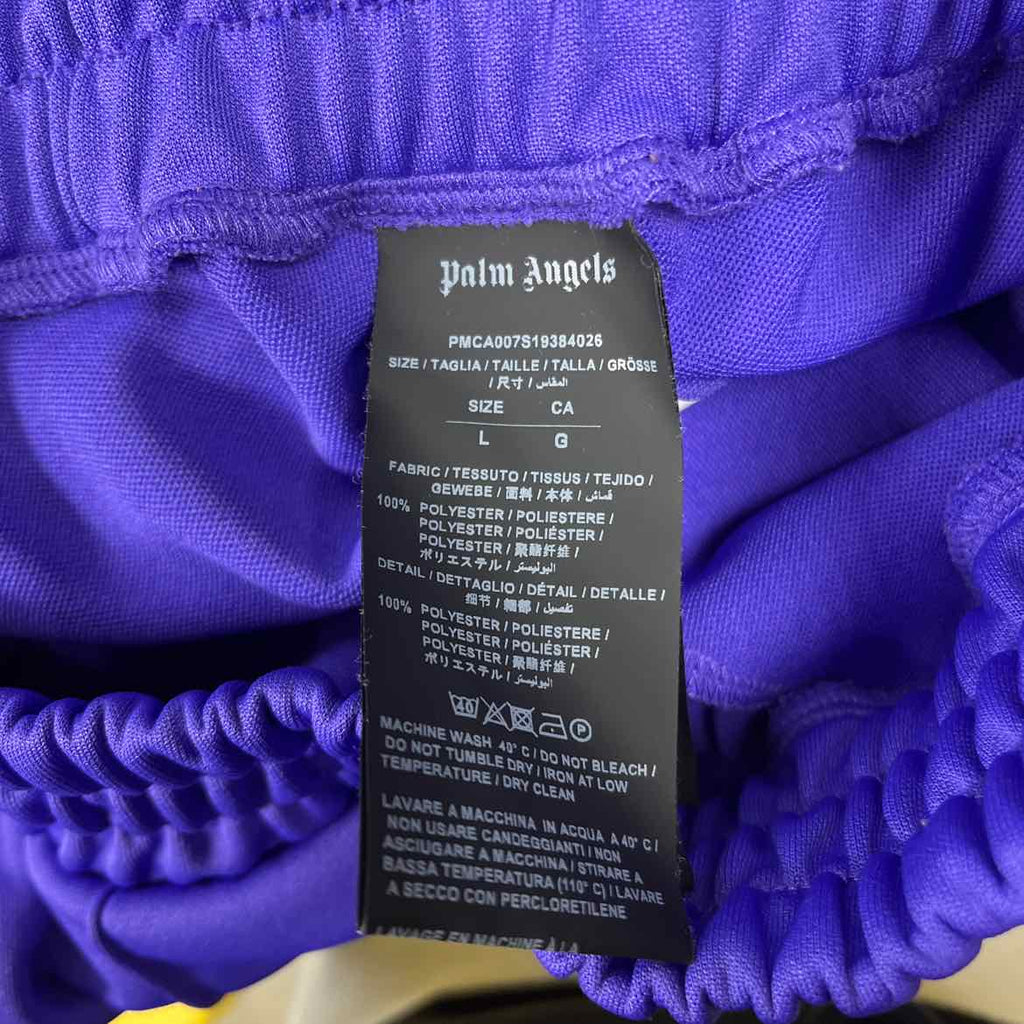 Palm Angels
PMCA007S19384026
SIZE / TAGLIA / TAILLE / TALLA / GRÖSSE
/ 尺寸 / المقاس
SIZE CA
L G
FABRIC / TESSUTO / TISSUS / TEJIDO /
GEWEBE / 面料 / 本体 / قماش
100% POLYESTER / POLIESTERE /
POLYESTER / POLIÉSTER /
POLYESTER / 聚酯纤维 /
ポリエステル / البوليستر
DETAIL / DETTAGLIO / DÉTAIL / DETALLE /
细节 / 細部 / تفصيل
100% POLYESTER / POLIESTERE /
POLYESTER / POLIÉSTER /
POLYESTER / 聚酯纤维 /
ポリエステル / البوليستر
40 P
MACHINE WASH 40° C / DO NOT BLEACH /
DO NOT TUMBLE DRY / IRON AT LOW
TEMPERATURE / DRY CLEAN
LAVARE A MACCHINA IN ACQUA A 40° C /
NON USARE CANDEGGIANTI / NON
ASCIUGARE A MACCHINA / STIRARE A
BASSA TEMPERATURA (110° C) / LAVARE
A SECCO CON PERCLORETILENE
LAVAGE EN MACHINE À LA